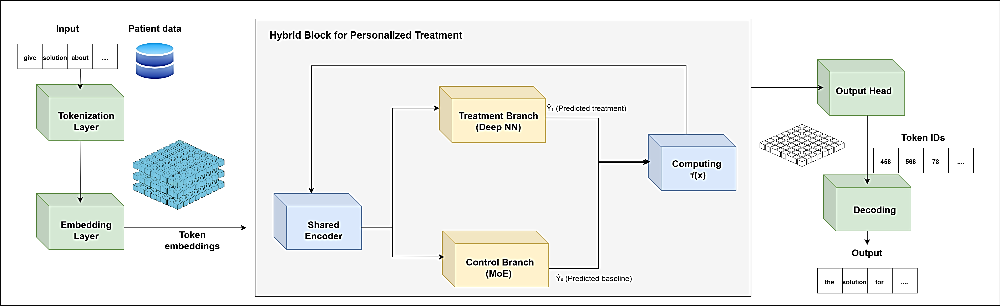 Input
Patient data
give solution about ....
Tokenization
Layer
Embedding
Layer
Token
embeddings
Hybrid Block for Personalized Treatment
Shared
Encoder
Treatment Branch
(Deep NN)
Ŷ₁ (Predicted treatment)
Control Branch
(MoE)
Ŷ₀ (Predicted baseline)
Computing
τ̂(x)
Output Head
Token IDs
458 568 78 ....
Decoding
Output
the solution for ....